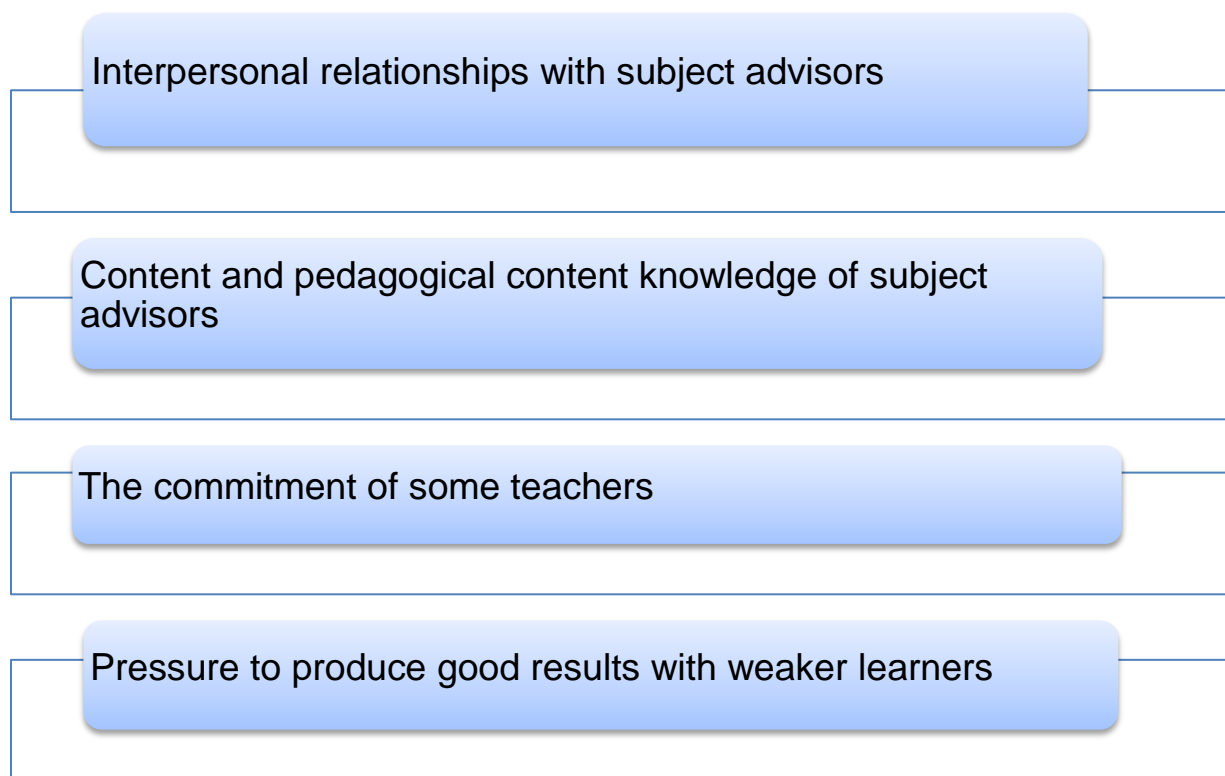 Interpersonal relationships with subject advisors
Content and pedagogical content knowledge of subject
advisors
The commitment of some teachers
Pressure to produce good results with weaker learners